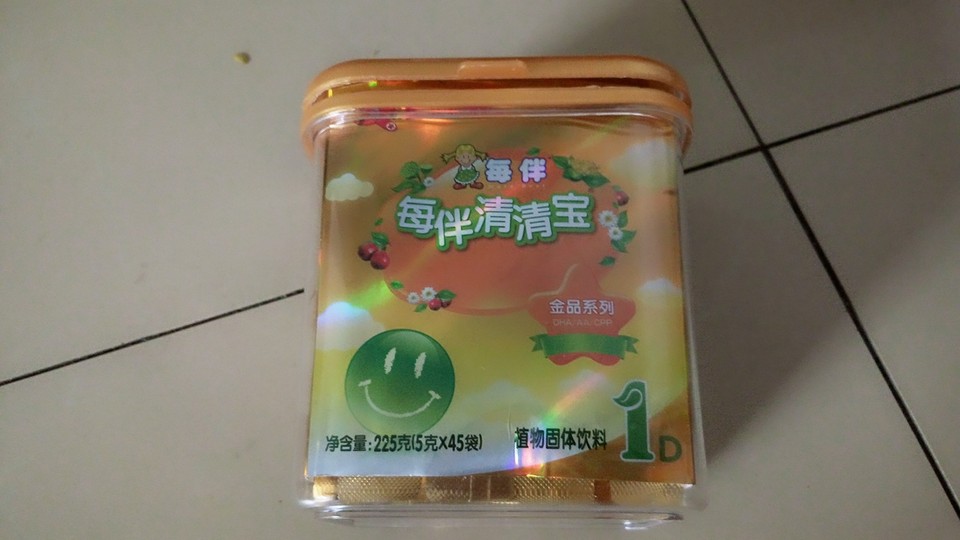 每伴
每伴清清宝
金品系列
DHA/AA/CPP
净含量:225克(5克X45袋)
植物固体饮料
1D